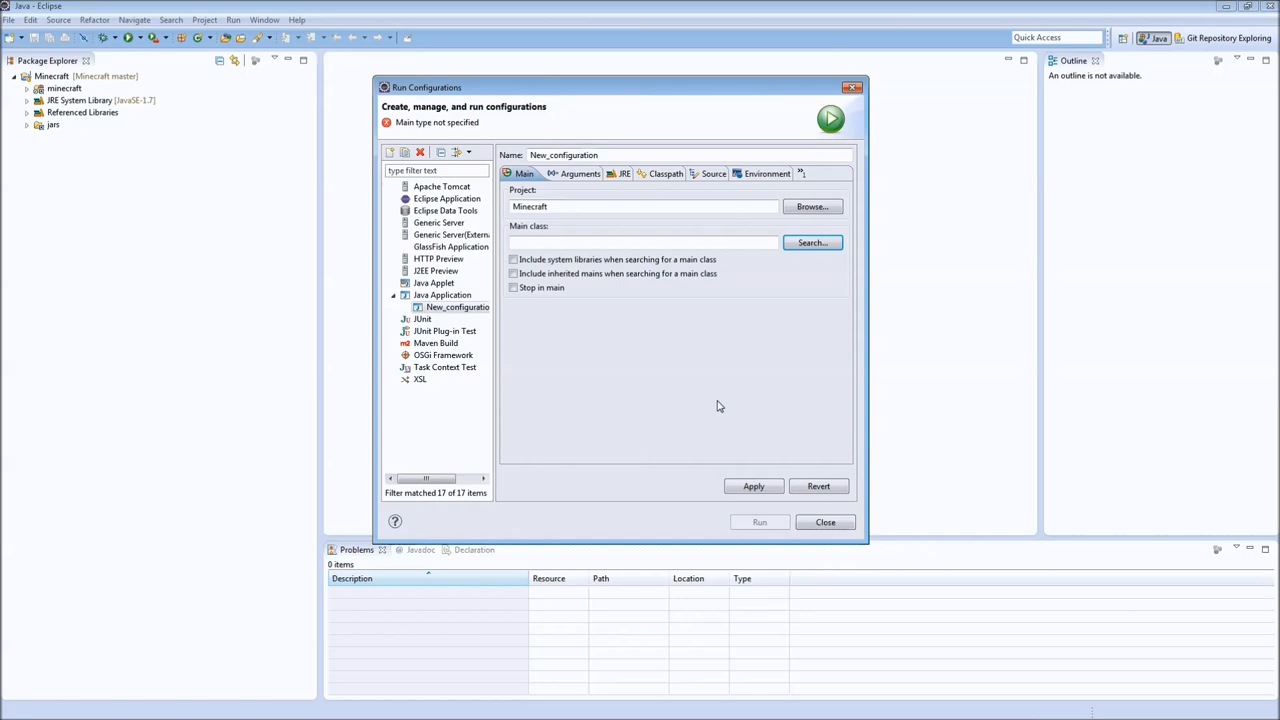 Java - Eclipse
File Edit Source Refactor Navigate Search Project Run Window Help
Quick Access
Java
Git Repository Exploring
Package Explorer
Minecraft [Minecraft master]
minecraft
JRE System Library [JavaSE-1.7]
Referenced Libraries
jars
Run Configurations
Create, manage, and run configurations
Main type not specified
type filter text
Apache Tomcat
Eclipse Application
Eclipse Data Tools
Generic Server
Generic Server(Extern
GlassFish Application
HTTP Preview
J2EE Preview
Java Applet
Java Application
New_configuratio
JUnit
JUnit Plug-in Test
Maven Build
OSGi Framework
Task Context Test
XSL
Filter matched 17 of 17 items
Name: New_configuration
Main Arguments JRE Classpath Source Environment »1
Project:
Minecraft
Browse...
Main class:
Search...
Include system libraries when searching for a main class
Include inherited mains when searching for a main class
Stop in main
Apply Revert
Run Close
Outline
An outline is not available.
Problems Javadoc Declaration
0 items
Description Resource Path Location Type